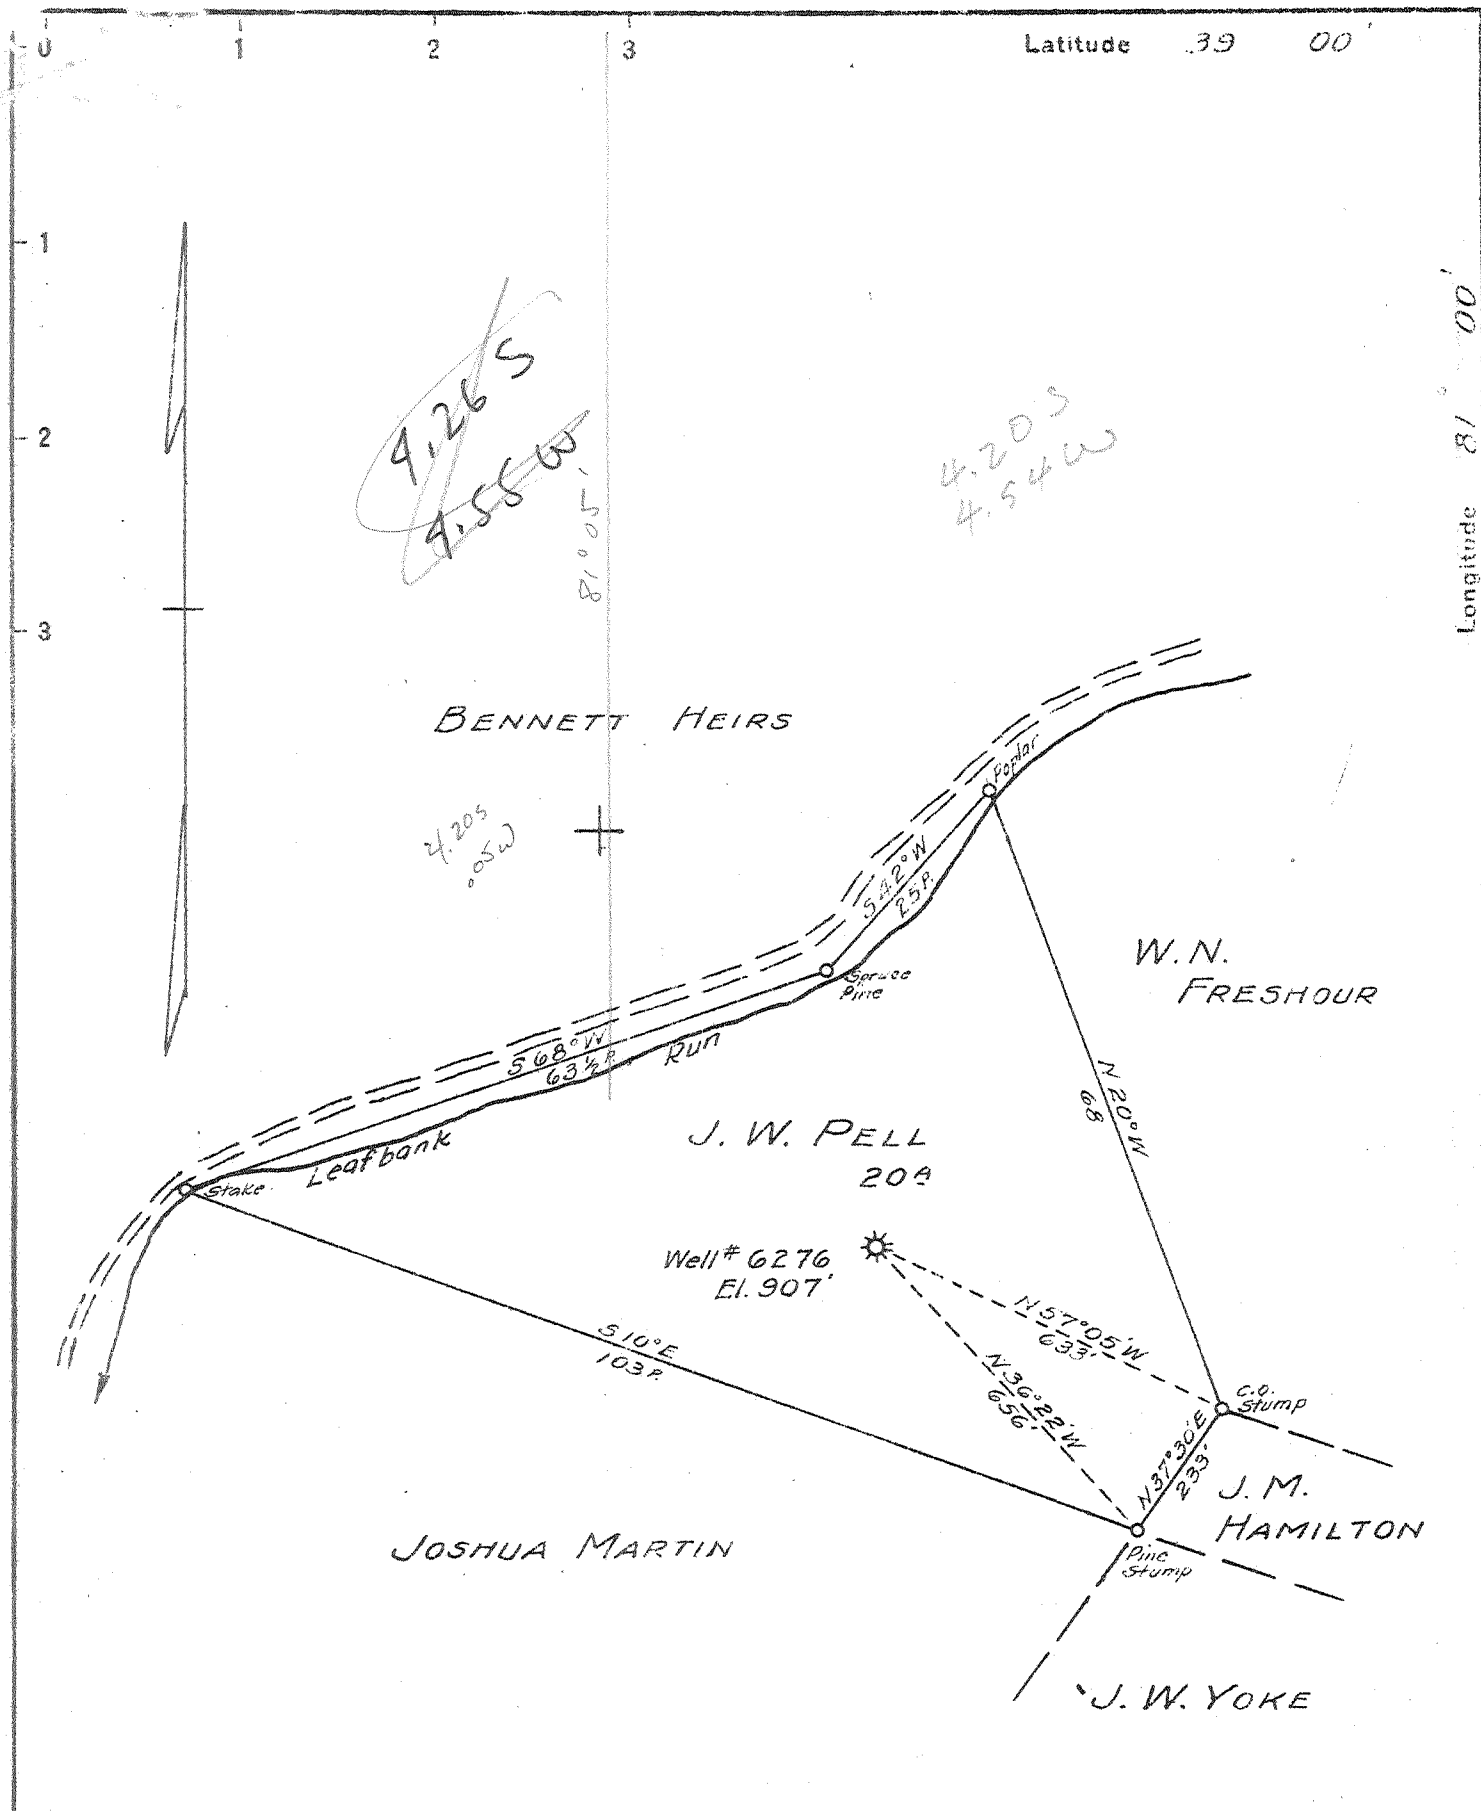 0 1 2 3 Latitude 39 00'
1
2
3
Longitude 81° 00'
4.26 S
4.55 W
81°05'
4.20 S
4.54 W
BENNETT HEIRS
4.20 S
.05 W
Poplar
S 42° W
25 P.
Spruce
Pine
W. N.
FRESHOUR
S 68° W
63 ½ P.
Leafbank Run
N 20° W
68
J. W. PELL
20 A
Stake
Well # 6276
El. 907'
N 57° 05' W
633'
S 10° E
103 P.
N 36° 22' W
656'
C.O.
Stump
N 37° 30' E
233'
J. M.
HAMILTON
JOSHUA MARTIN
Pine
Stump
J. W. YOKE